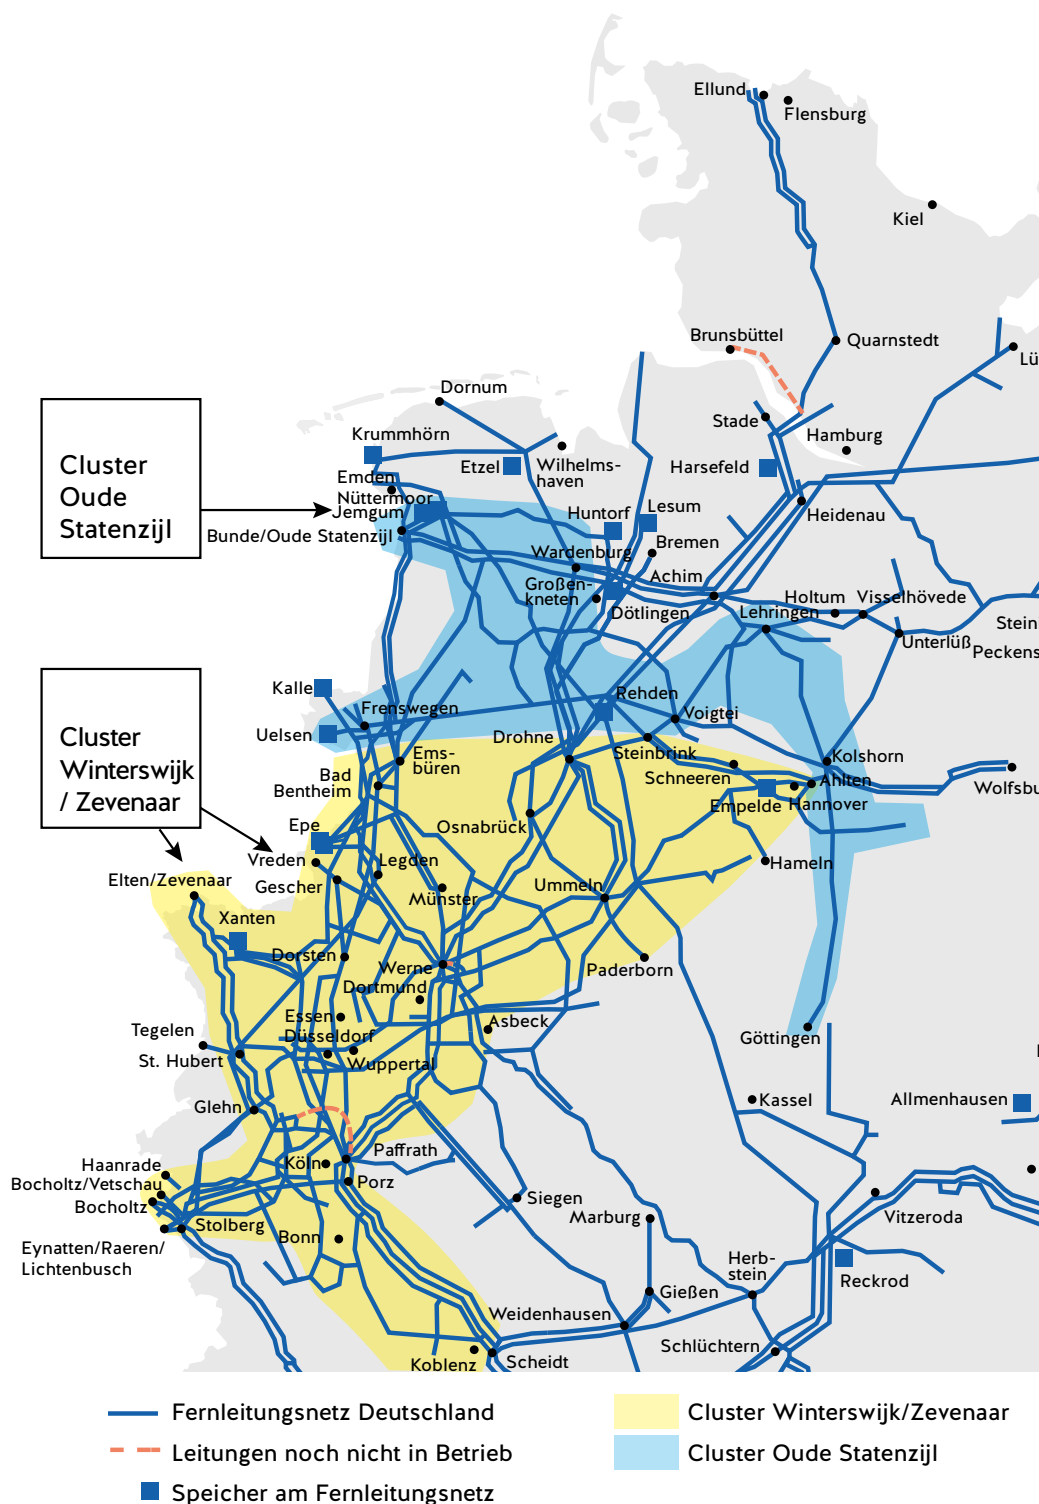 Ellund
Flensburg
Kiel
Brunsbüttel
Quarnstedt
Lü
Dornum
Stade
Hamburg
Krummhörn
Etzel
Wilhelms-
haven
Harsefeld
Emden
Nüttermoor
Jemgum
Cluster
Oude
Statenzijl
Huntorf
Lesum
Heidenau
Bunde/Oude Statenzijl
Wardenburg
Bremen
Großen-
kneten
Achim
Dötlingen
Holtum
Visselhövede
Lehringen
Stein
Unterlüß
Peckens
Kalle
Frenswegen
Rehden
Voigtei
Uelsen
Drohne
Steinbrink
Ems-
büren
Kolshorn
Schneeren
Ahlten
Wolfsbu
Cluster
Winterswijk
/ Zevenaar
Bad
Bentheim
Empelde
Hannover
Epe
Osnabrück
Vreden
Legden
Hameln
Elten/Zevenaar
Gescher
Münster
Ummeln
Xanten
Dorsten
Werne
Paderborn
Dortmund
Essen
Asbeck
Tegelen
Düsseldorf
Göttingen
St. Hubert
Wuppertal
Kassel
Allmenhausen
Glehn
Paffrath
Haanrade
Köln
Bocholtz/Vetschau
Porz
Bocholtz
Siegen
Stolberg
Marburg
Vitzeroda
Bonn
Eynatten/Raeren/
Lichtenbusch
Herb-
stein
Reckrod
Gießen
Weidenhausen
Schlüchtern
Koblenz
Scheidt
Fernleitungsnetz Deutschland
Cluster Winterswijk/Zevenaar
Leitungen noch nicht in Betrieb
Cluster Oude Statenzijl
Speicher am Fernleitungsnetz